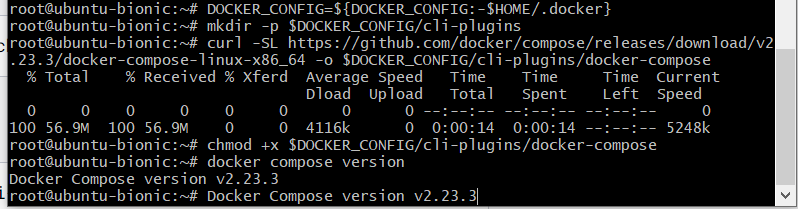 root@ubuntu-bionic:~# DOCKER_CONFIG=${DOCKER_CONFIG:-$HOME/.docker}
root@ubuntu-bionic:~# mkdir -p $DOCKER_CONFIG/cli-plugins
root@ubuntu-bionic:~# curl -SL https://github.com/docker/compose/releases/download/v2
.23.3/docker-compose-linux-x86_64 -o $DOCKER_CONFIG/cli-plugins/docker-compose
% Total % Received % Xferd Average Speed Time Time Time Current
Dload Upload Total Spent Left Speed
0 0 0 0 0 0 0 0 --:--:-- --:--:-- --:--:-- 0
100 56.9M 100 56.9M 0 0 4116k 0 0:00:14 0:00:14 --:--:-- 5248k
root@ubuntu-bionic:~# chmod +x $DOCKER_CONFIG/cli-plugins/docker-compose
root@ubuntu-bionic:~# docker compose version
Docker Compose version v2.23.3
root@ubuntu-bionic:~# Docker Compose version v2.23.3